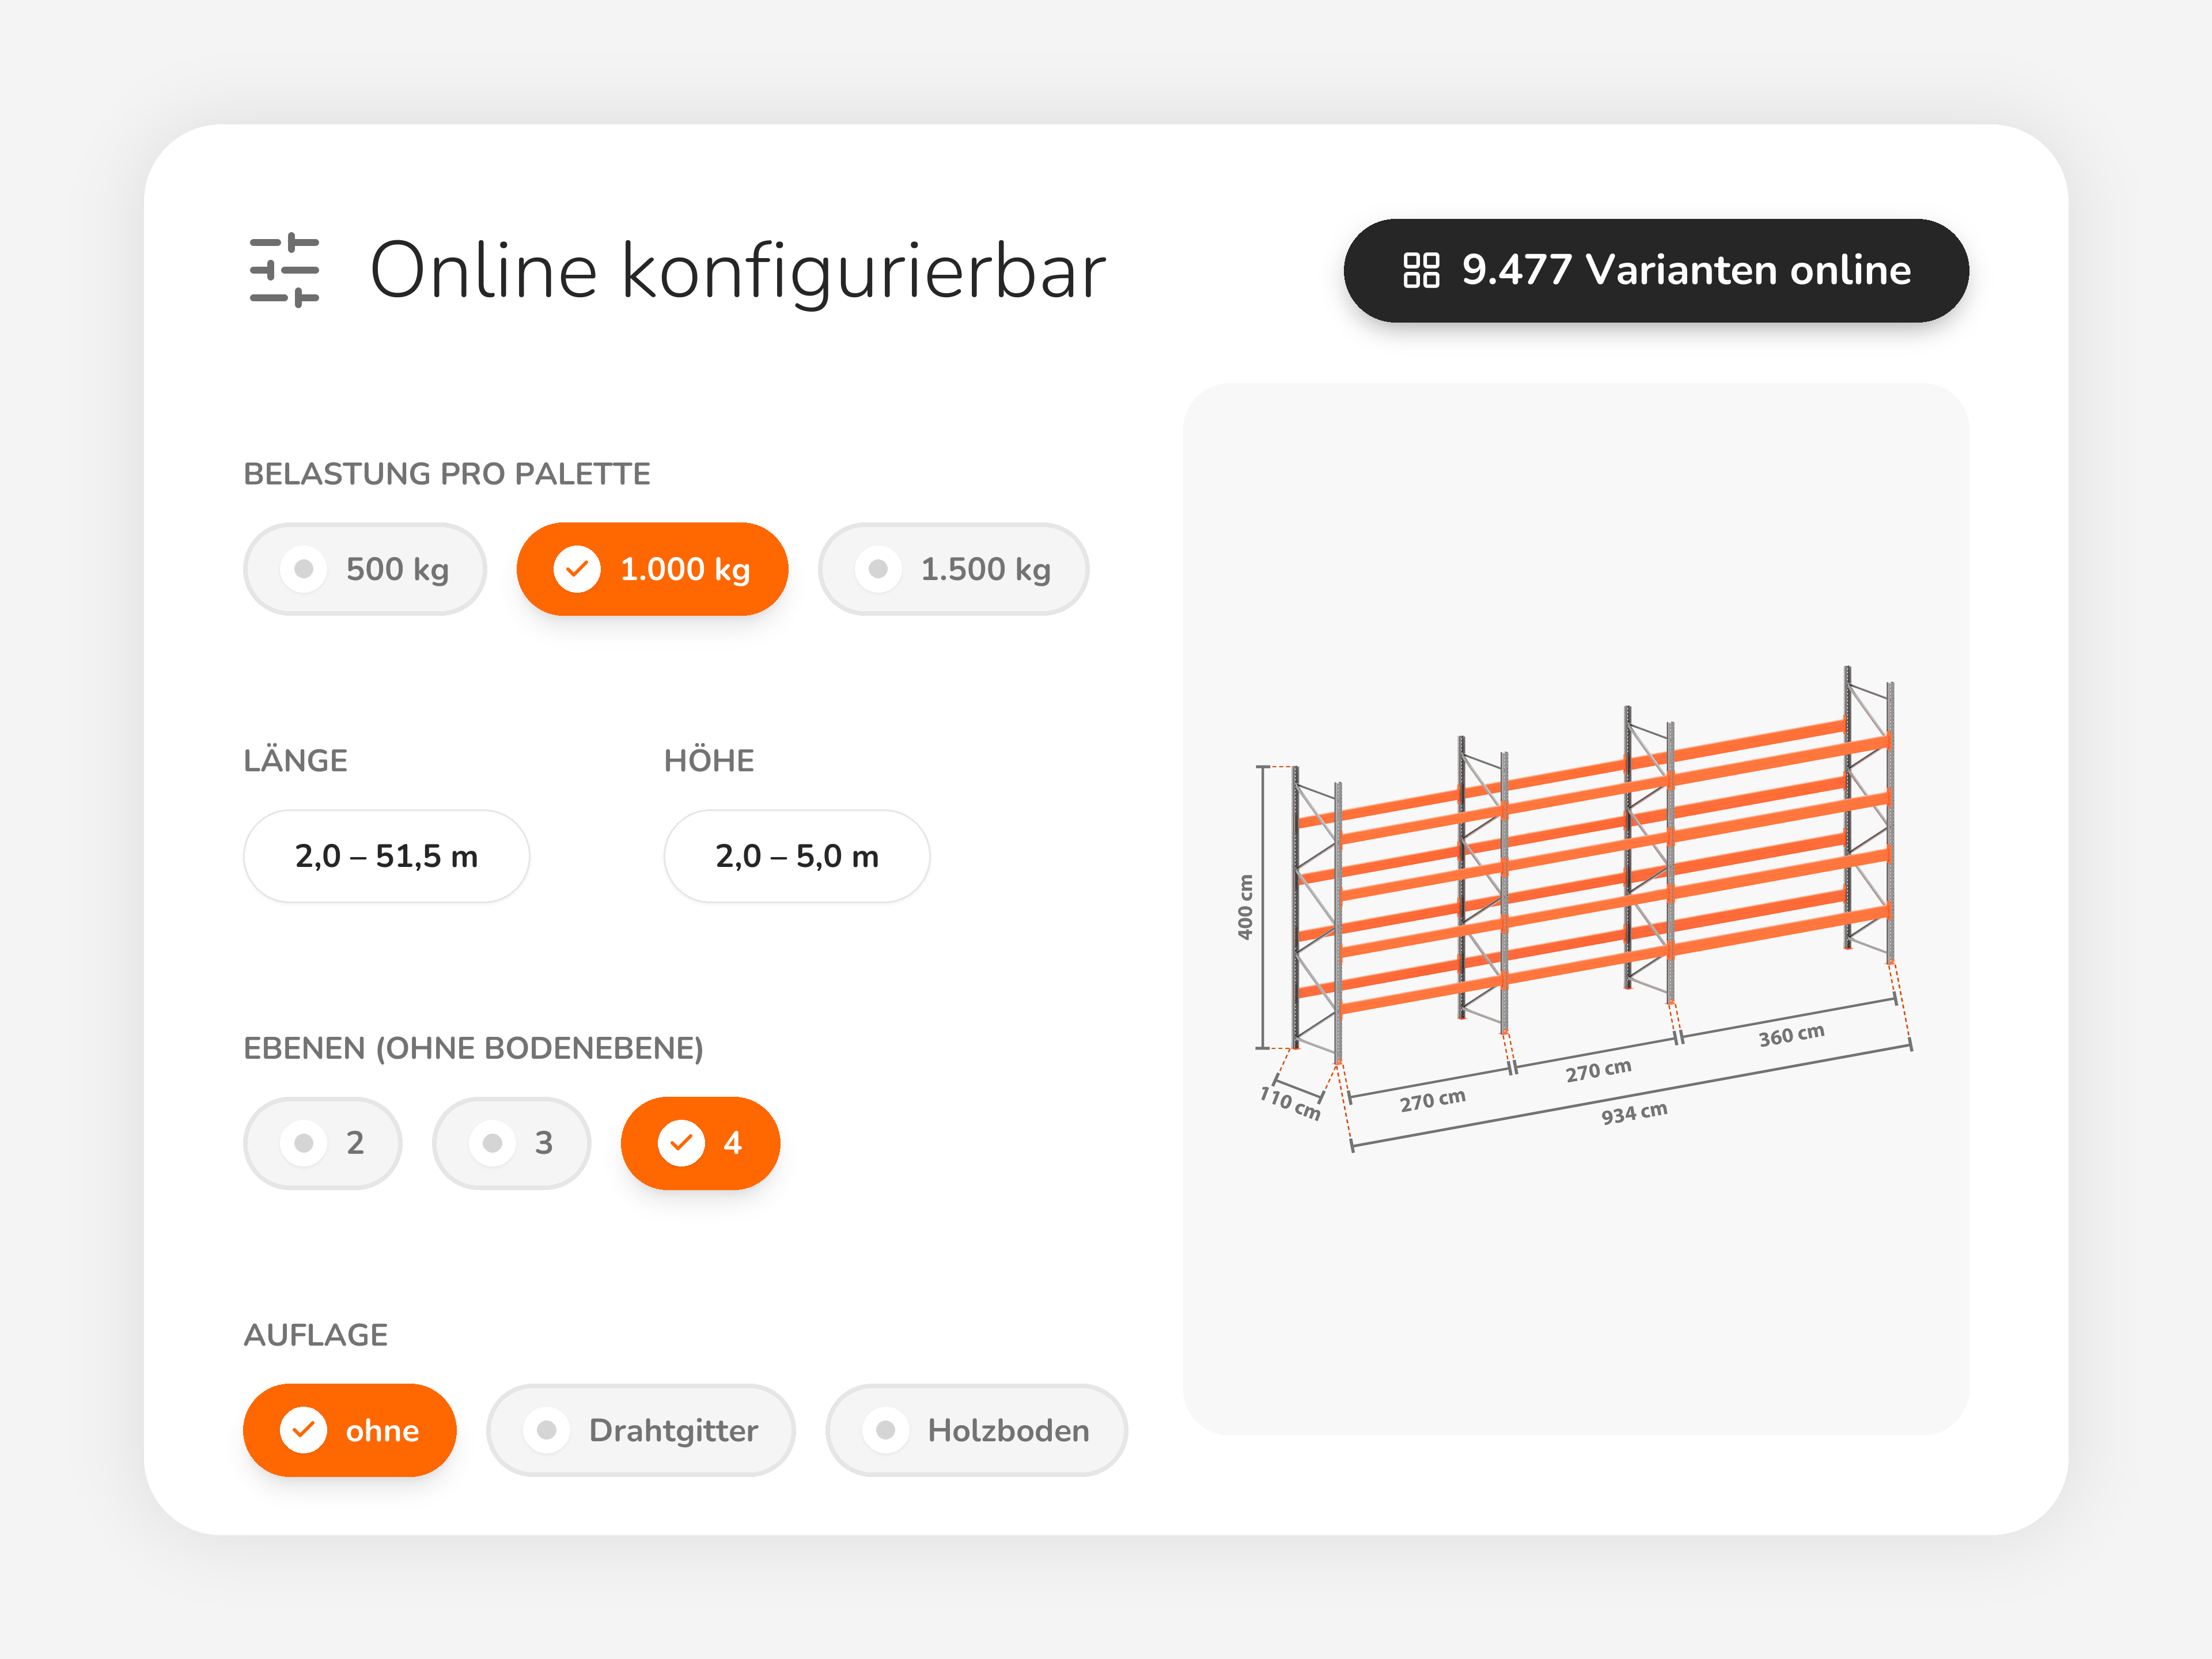 Online konfigurierbar
9.477 Varianten online
BELASTUNG PRO PALETTE
500 kg
1.000 kg
1.500 kg
LÄNGE
HÖHE
2,0 – 51,5 m
2,0 – 5,0 m
EBENEN (OHNE BODENEBENE)
2
3
4
AUFLAGE
ohne
Drahtgitter
Holzboden
400 cm
110 cm
270 cm
270 cm
360 cm
934 cm